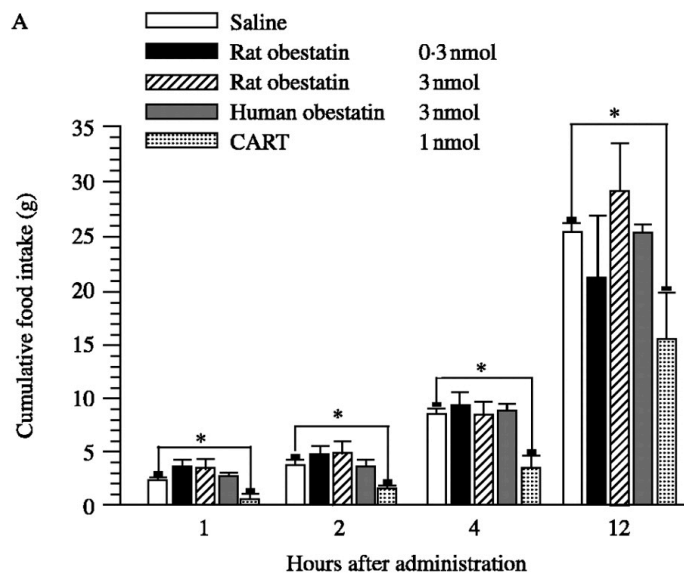 A
Saline
Rat obestatin 0·3 nmol
Rat obestatin 3 nmol
Human obestatin 3 nmol
CART 1 nmol
Cumulative food intake (g)
35
30
25
20
15
10
5
0
*
*
*
*
1 2 4 12
Hours after administration